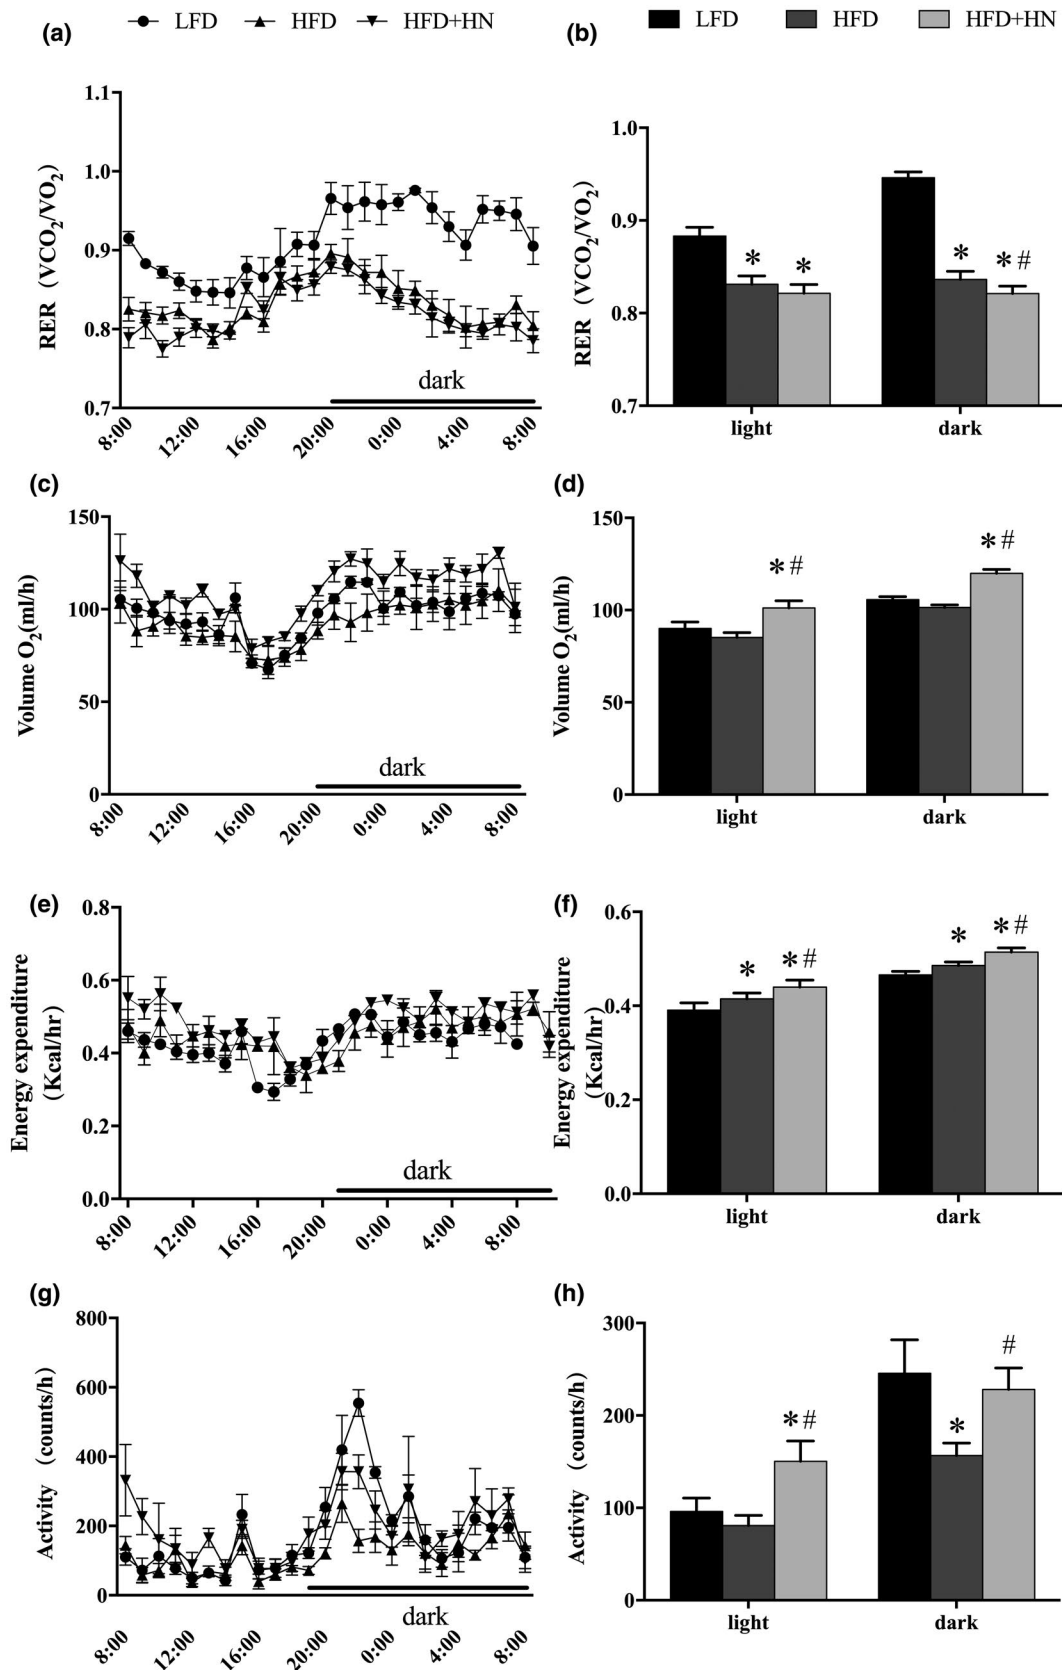 (a)
LFD HFD HFD+HN
RER (VCO2/VO2)
1.1
1.0
0.9
0.8
0.7
dark
8:00 12:00 16:00 20:00 0:00 4:00 8:00
(b)
LFD HFD HFD+HN
RER (VCO2/VO2)
1.0
0.9
0.8
0.7
* * * *#
light dark
(c)
Volume O2(ml/h)
150
100
50
0
dark
8:00 12:00 16:00 20:00 0:00 4:00 8:00
(d)
Volume O2(ml/h)
150
100
50
0
*# *#
light dark
(e)
Energy expenditure
(Kcal/hr)
0.8
0.6
0.4
0.2
0.0
dark
8:00 12:00 16:00 20:00 0:00 4:00 8:00
(f)
Energy expenditure
(Kcal/hr)
0.6
0.4
0.2
0.0
* *# * *#
light dark
(g)
Activity (counts/h)
800
600
400
200
0
dark
8:00 12:00 16:00 20:00 0:00 4:00 8:00
(h)
Activity (counts/h)
300
200
100
0
*# * #
light dark